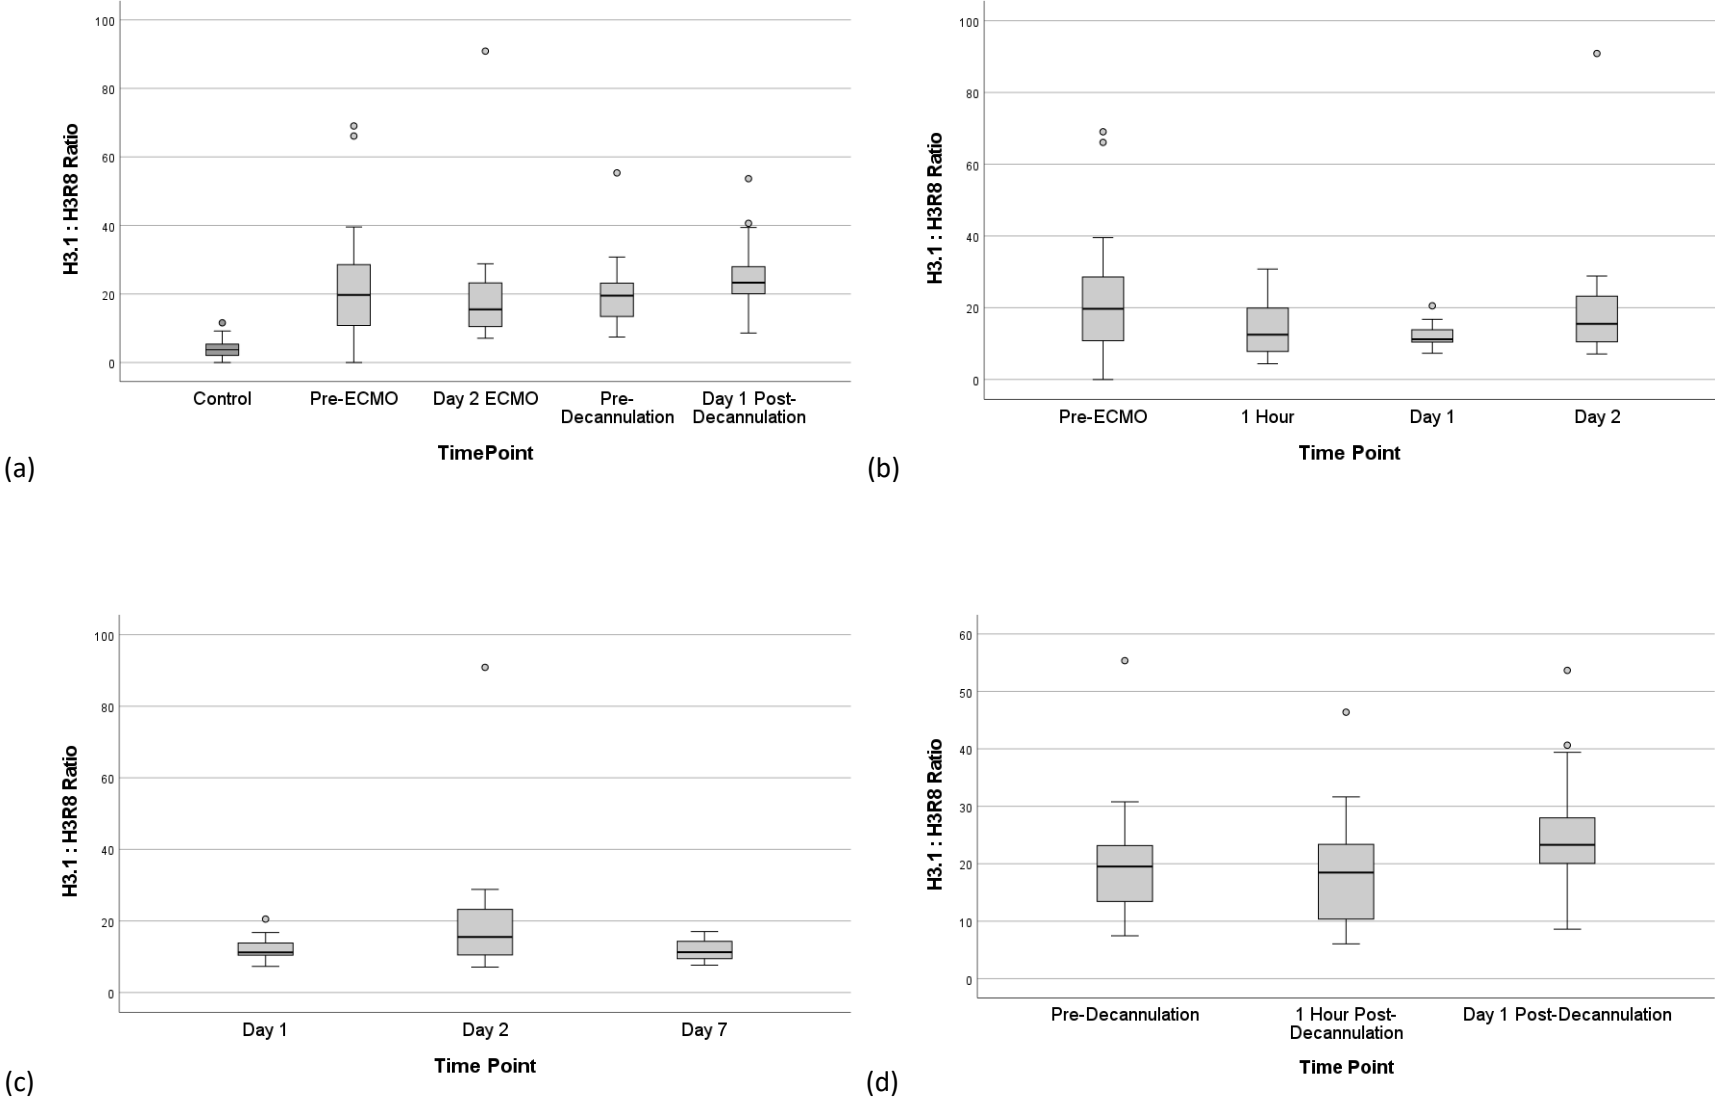 100
80
60
40
20
0
H3.1 : H3R8 Ratio
Control
Pre-ECMO
Day 2 ECMO
Pre-
Decannulation
Day 1 Post-
Decannulation
TimePoint
(a)
100
80
60
40
20
0
H3.1 : H3R8 Ratio
Pre-ECMO
1 Hour
Day 1
Day 2
Time Point
(b)
100
80
60
40
20
0
H3.1 : H3R8 Ratio
Day 1
Day 2
Day 7
Time Point
(c)
60
50
40
30
20
10
0
H3.1 : H3R8 Ratio
Pre-Decannulation
1 Hour Post-
Decannulation
Day 1 Post-Decannulation
Time Point
(d)